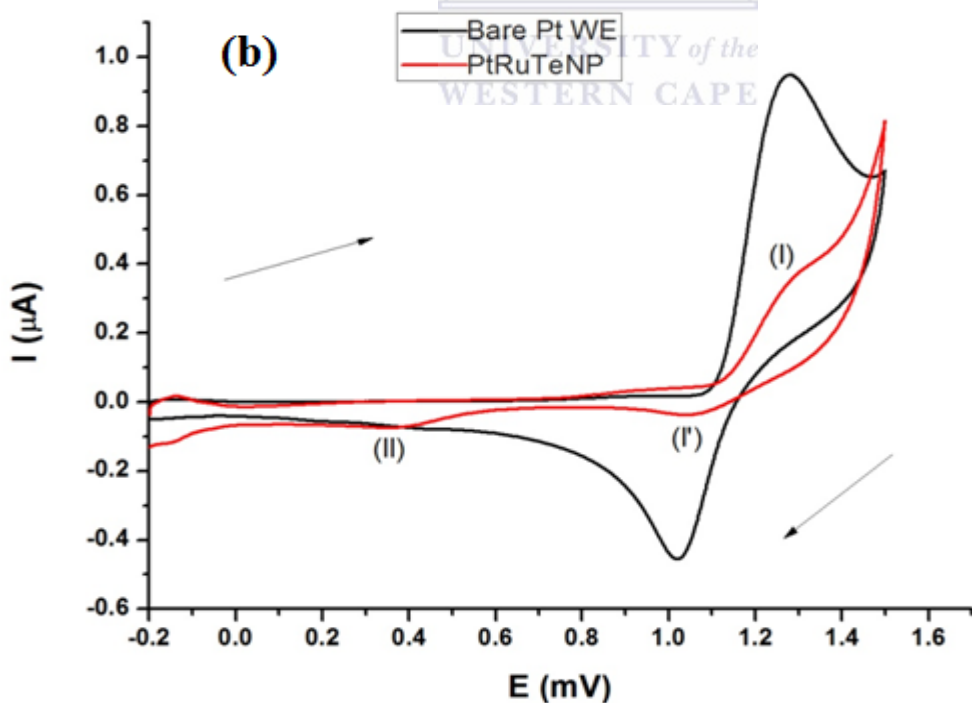 (b)
Bare Pt WE
PtRuTeNP
UNIVERSITY of the
WESTERN CAPE
1.0
0.8
0.6
0.4
0.2
0.0
-0.2
-0.4
-0.6
I (μA)
(I)
(I')
(II)
-0.2 0.0 0.2 0.4 0.6 0.8 1.0 1.2 1.4 1.6
E (mV)